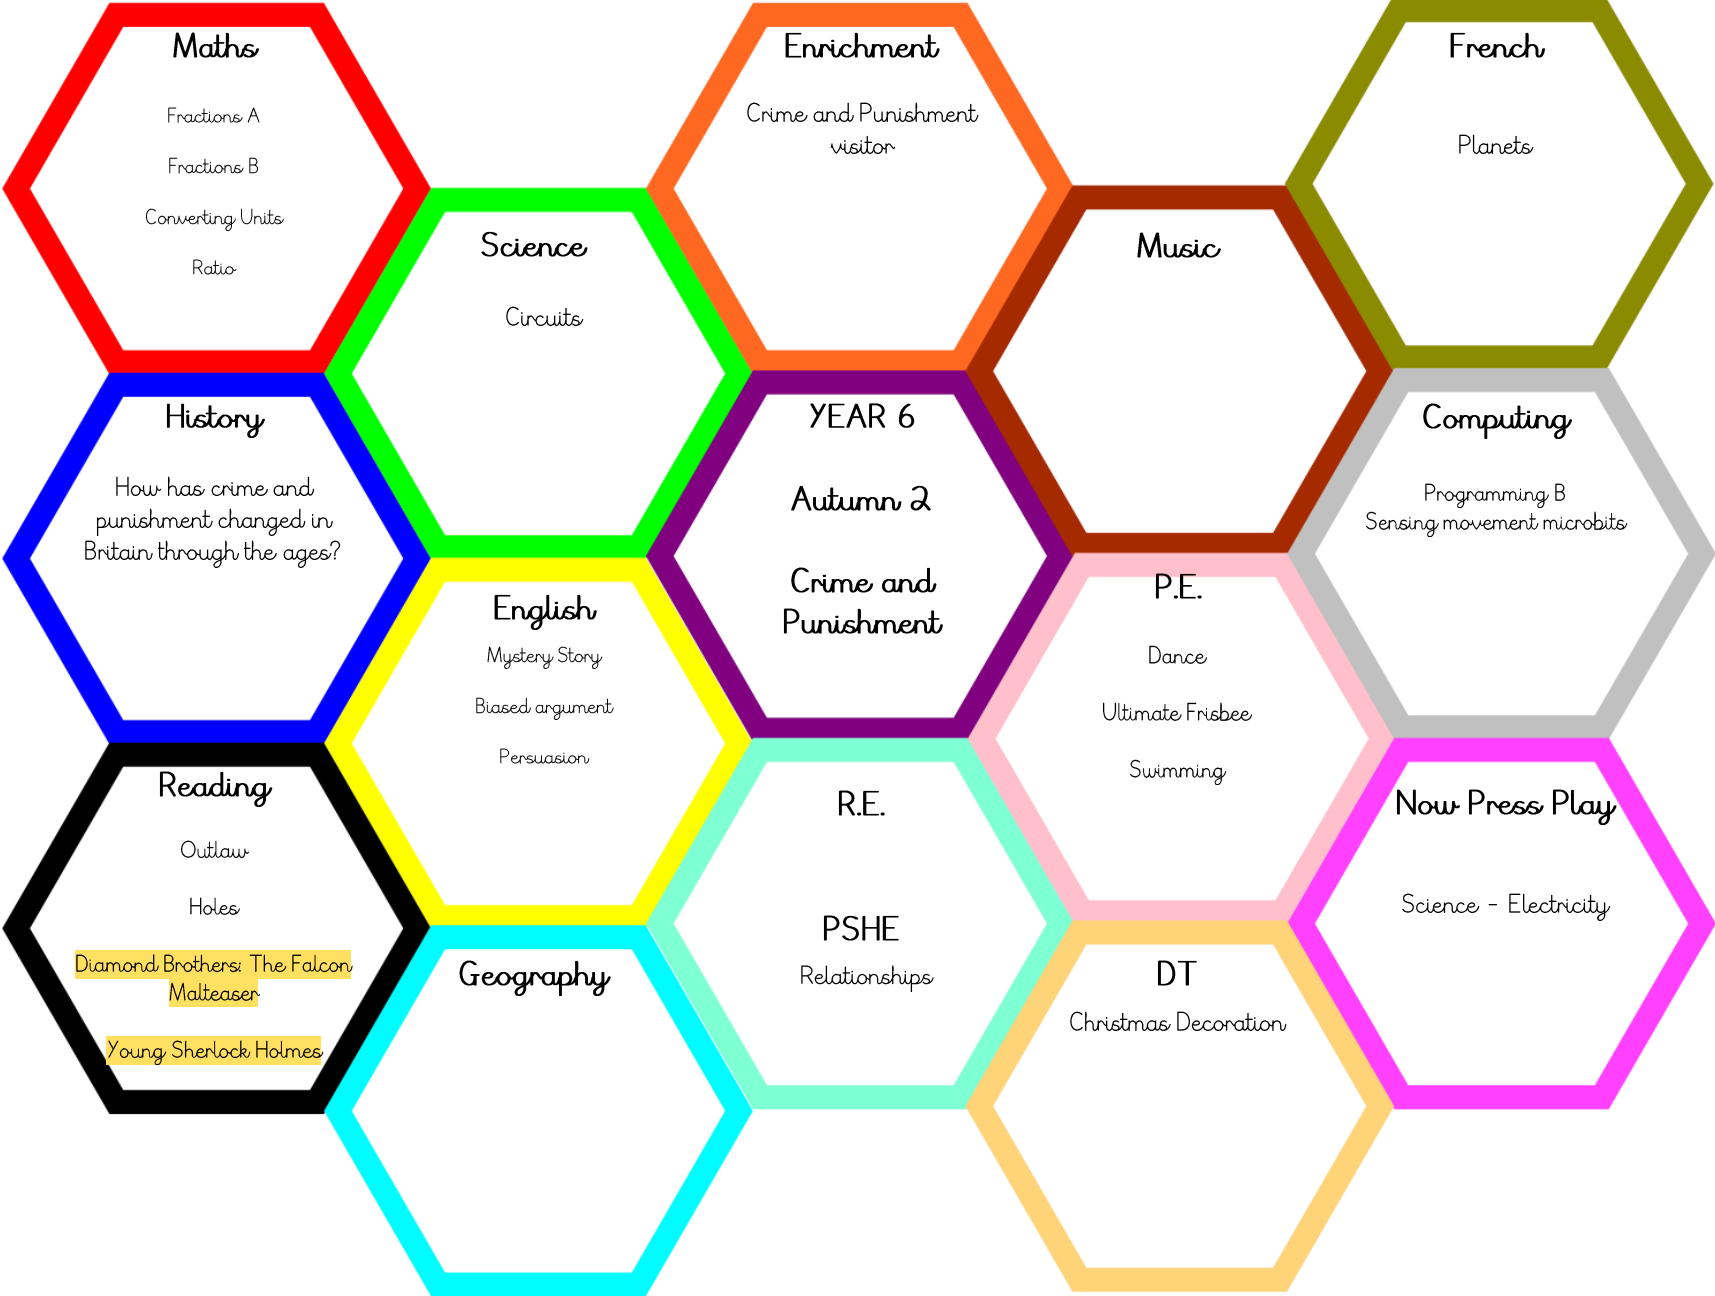 Maths
Fractions A
Fractions B
Converting Units
Ratio
Enrichment
Crime and Punishment
visitor
French
Planets
Science
Circuits
Music
History
How has crime and
punishment changed in
Britain through the ages?
YEAR 6
Autumn 2
Crime and
Punishment
Computing
Programming B
Sensing movement microbits
English
Mystery Story
Biased argument
Persuasion
P.E.
Dance
Ultimate Frisbee
Swimming
Reading
Outlaw
Holes
Diamond Brothers: The Falcon
Malteaser
Young Sherlock Holmes
R.E.
PSHE
Relationships
Now Press Play
Science - Electricity
Geography
DT
Christmas Decoration